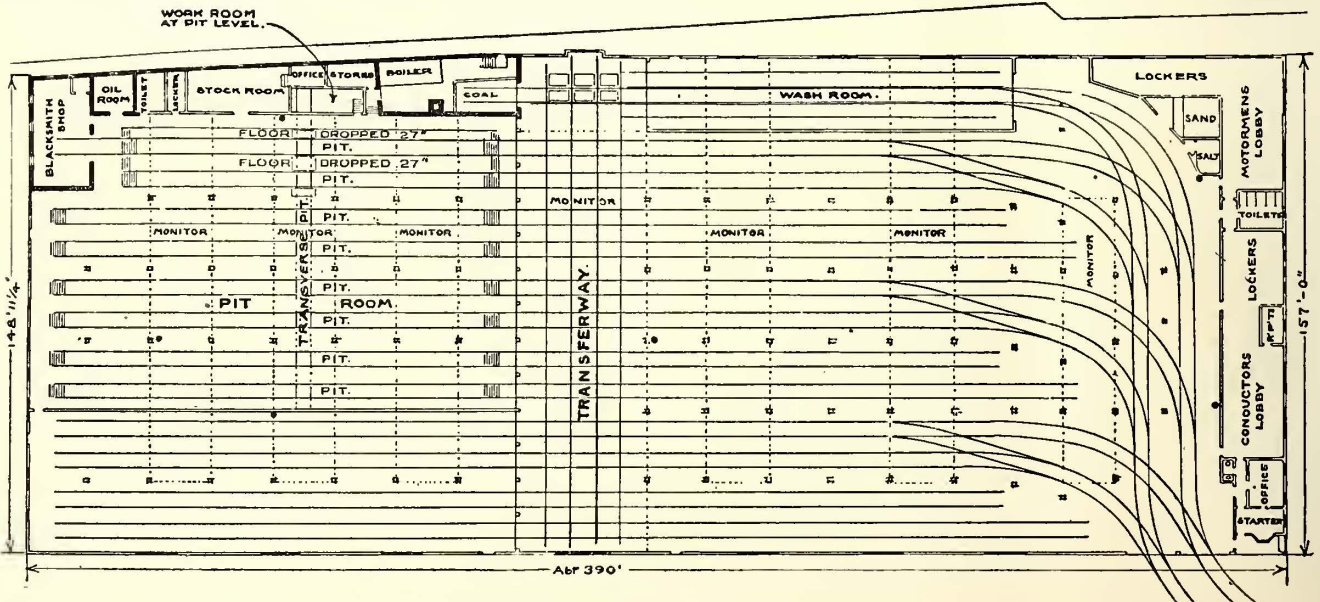 WORK ROOM
AT PIT LEVEL.
BLACKSMITH
SHOP
OIL
ROOM
TOILET
LOCKER
STOCK ROOM
OFFICE
STORES
BOILER
COAL
WASH ROOM.
LOCKERS
SAND
SALT
MOTORMENS
LOBBY
FLOOR DROPPED 27"
PIT.
FLOOR DROPPED 27"
PIT.
MONITOR
TOILETS
PIT.
MONITOR
MONITOR
MONITOR
MONITOR
MONITOR
PIT.
MONITOR
LOCKERS
TRANSVERSE PIT.
PIT.
PIT ROOM
TRANSFERWAY.
148'11¼"
157'-0"
PIT.
PIT.
PIT.
CONDUCTORS
LOBBY
OFFICE
STARTER
Abt 390'